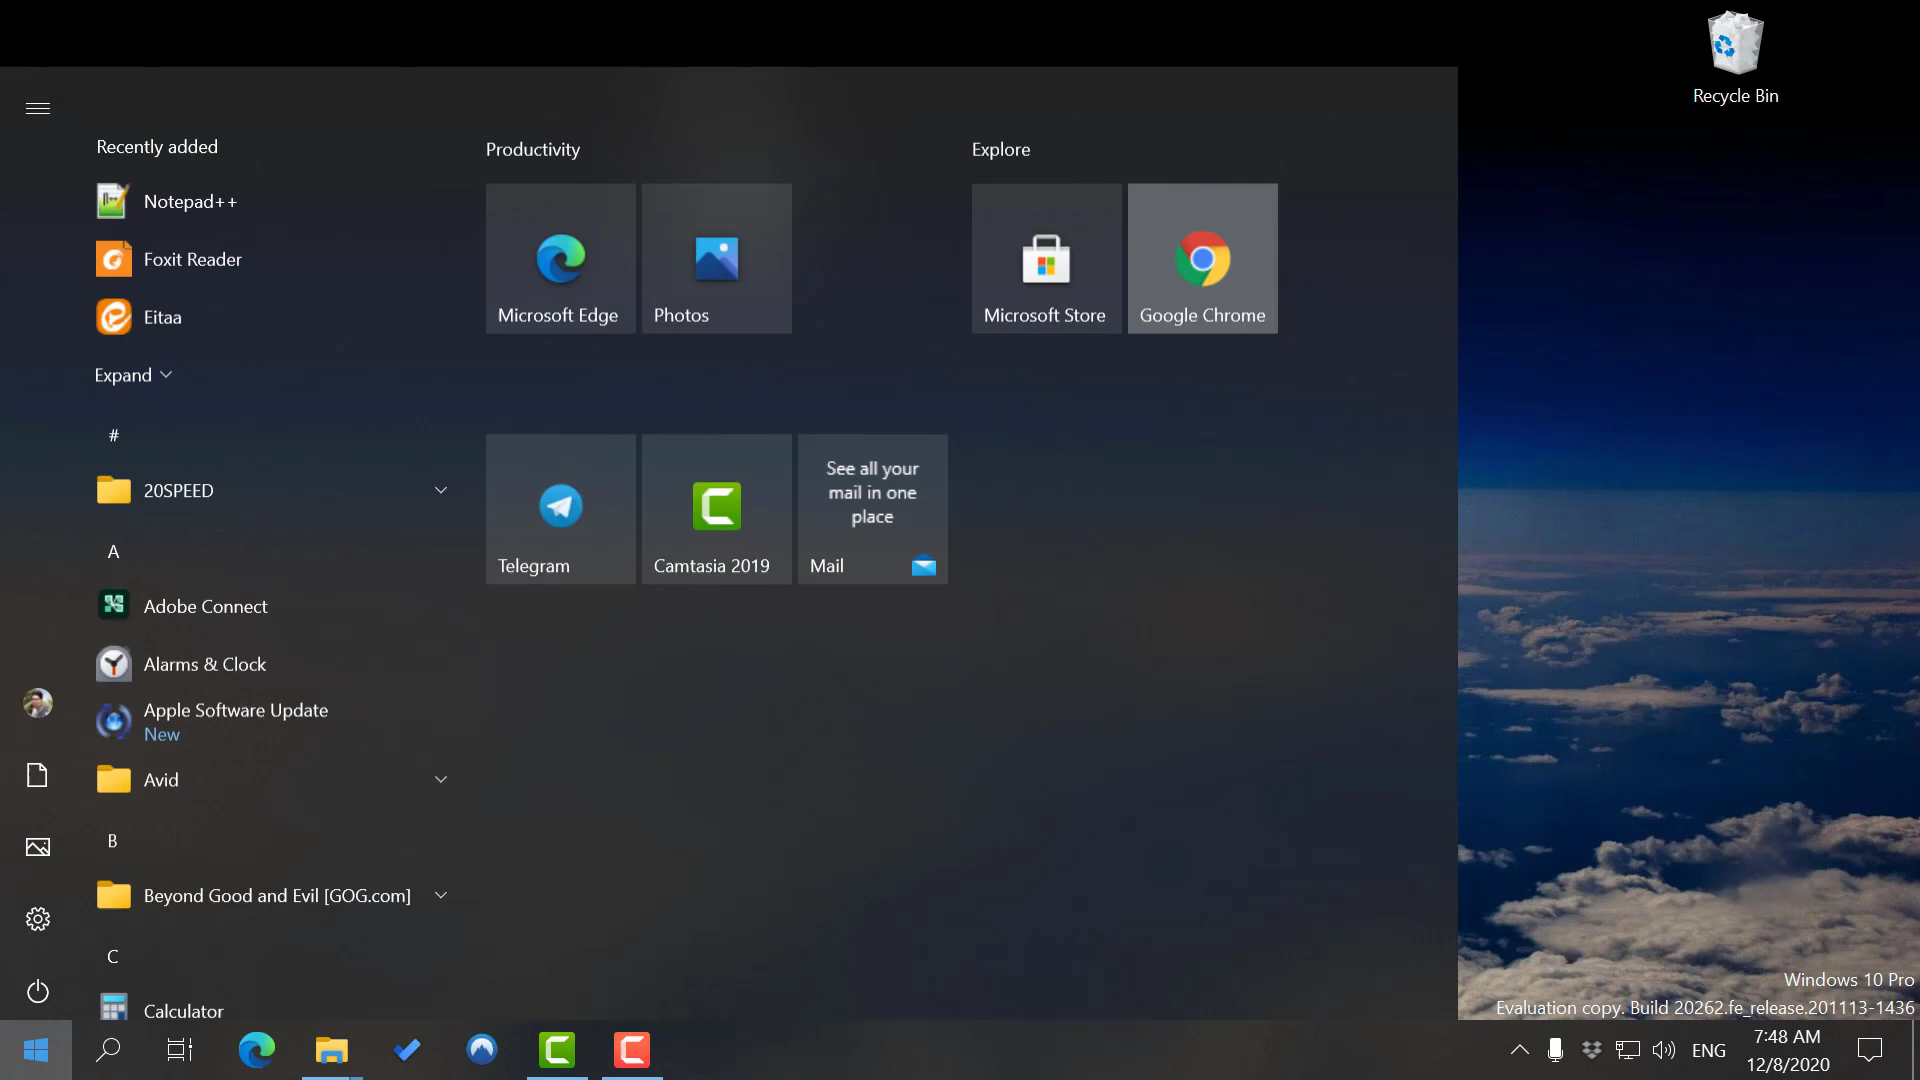 Recycle Bin
Recently added
Notepad++
Foxit Reader
Eitaa
Expand
#
20SPEED
A
Adobe Connect
Alarms & Clock
Apple Software Update
New
Avid
B
Beyond Good and Evil [GOG.com]
C
Calculator
Productivity
Microsoft Edge
Photos
Telegram
Camtasia 2019
See all your
mail in one
place
Mail
Explore
Microsoft Store
Google Chrome
Windows 10 Pro
Evaluation copy. Build 20262.fe_release.201113-1436
ENG
7:48 AM
12/8/2020